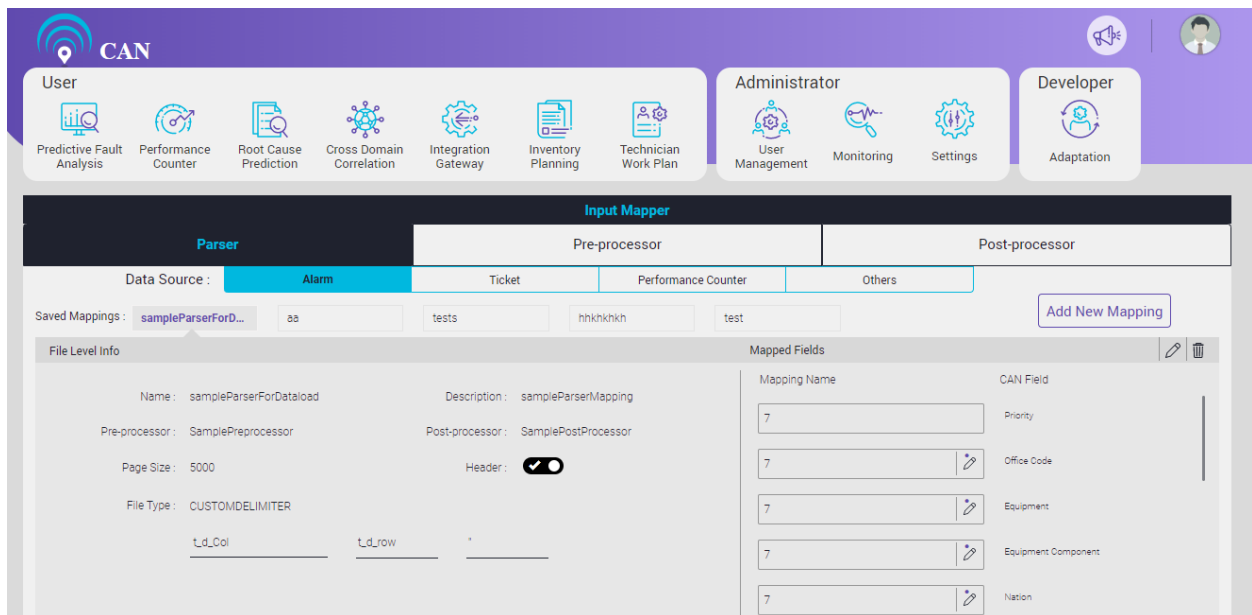 CAN
User
Administrator
Developer
Predictive Fault
Analysis
Performance
Counter
Root Cause
Prediction
Cross Domain
Correlation
Integration
Gateway
Inventory
Planning
Technician
Work Plan
User
Management
Monitoring
Settings
Adaptation
Input Mapper
Parser
Pre-processor
Post-processor
Data Source :
Alarm
Ticket
Performance Counter
Others
Saved Mappings :
sampleParserForD...
aa
tests
hhkhkhkh
test
Add New Mapping
File Level Info
Mapped Fields
Name : sampleParserForDataload
Description : sampleParserMapping
Pre-processor : SamplePreprocessor
Post-processor : SamplePostProcessor
Page Size : 5000
Header :
File Type : CUSTOMDELIMITER
t_d_Col
t_d_row
"
Mapping Name
CAN Field
7
Priority
7
Office Code
7
Equipment
7
Equipment Component
7
Nation